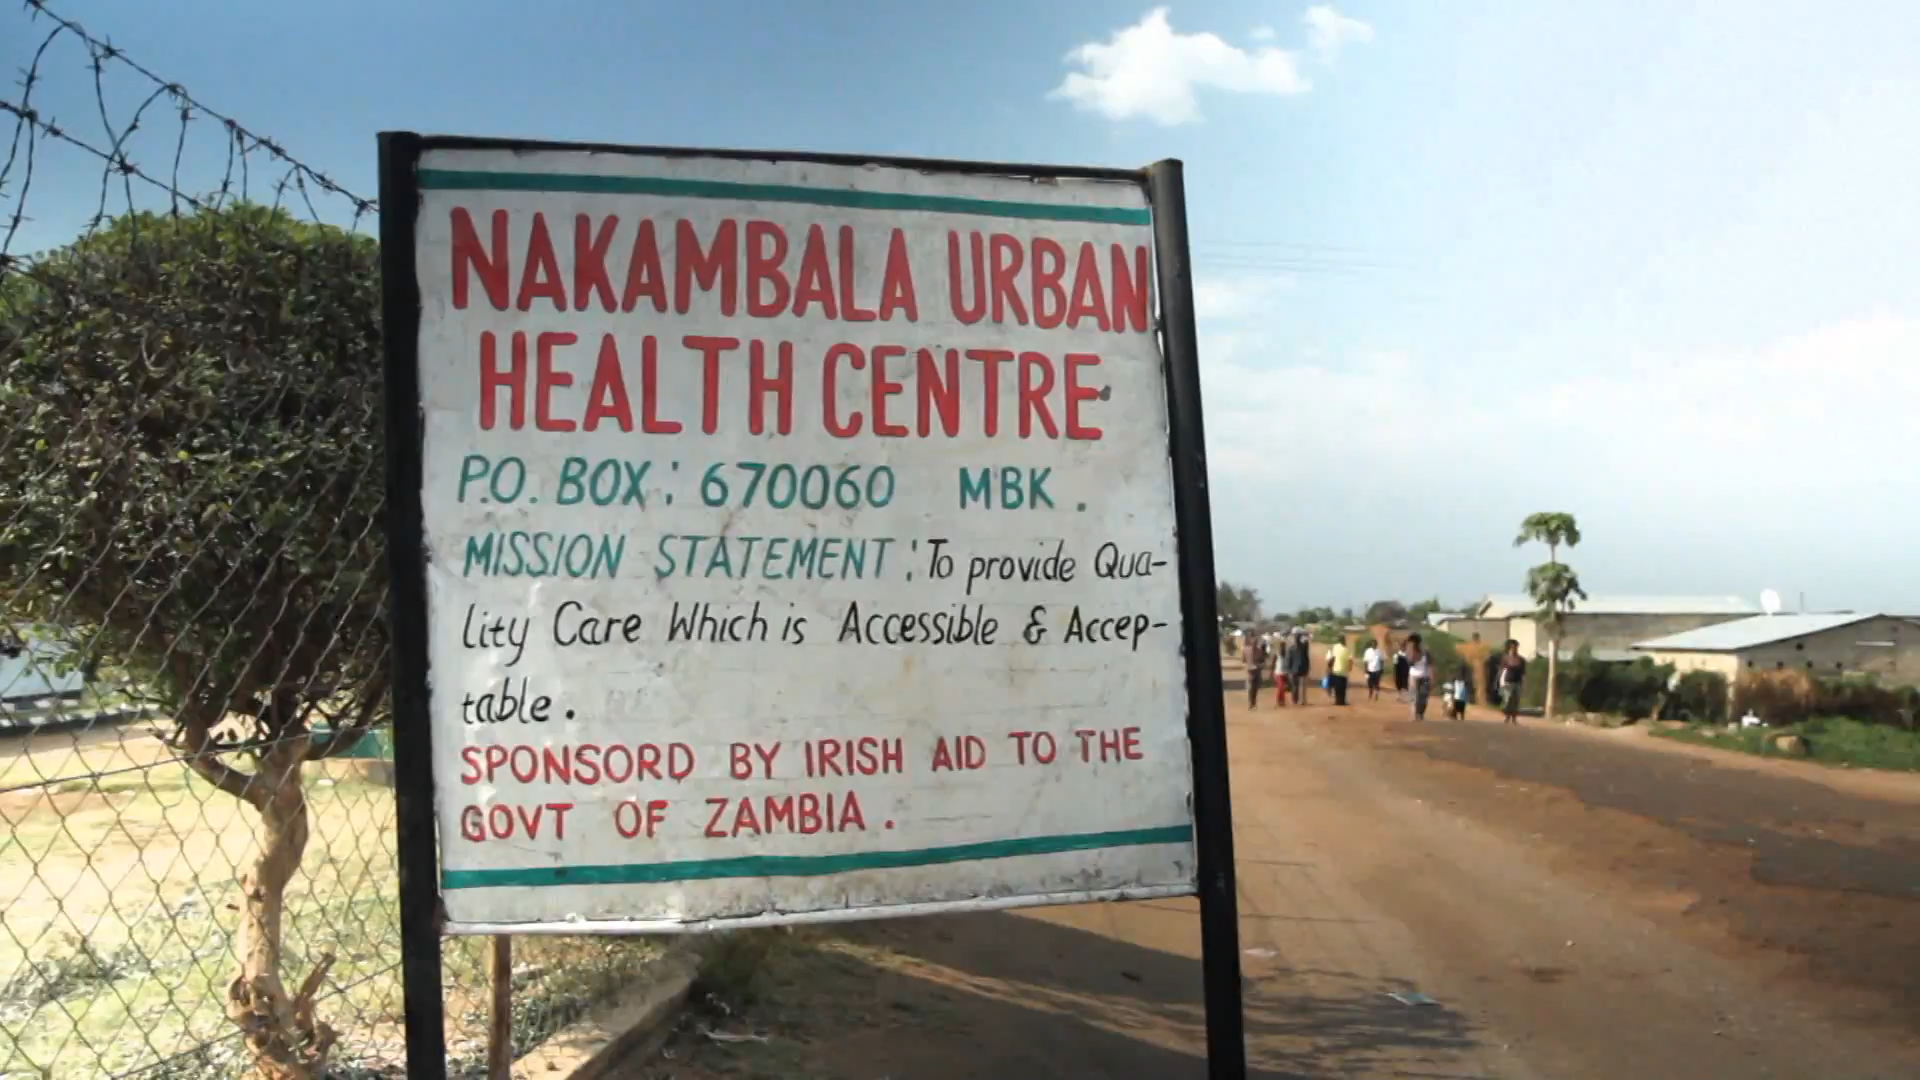 NAKAMBALA URBAN
HEALTH CENTRE
P.O. BOX: 670060 MBK.
MISSION STATEMENT: To provide Qua-
lity Care Which is Accessible & Accep-
table.
SPONSORD BY IRISH AID TO THE
GOVT OF ZAMBIA.